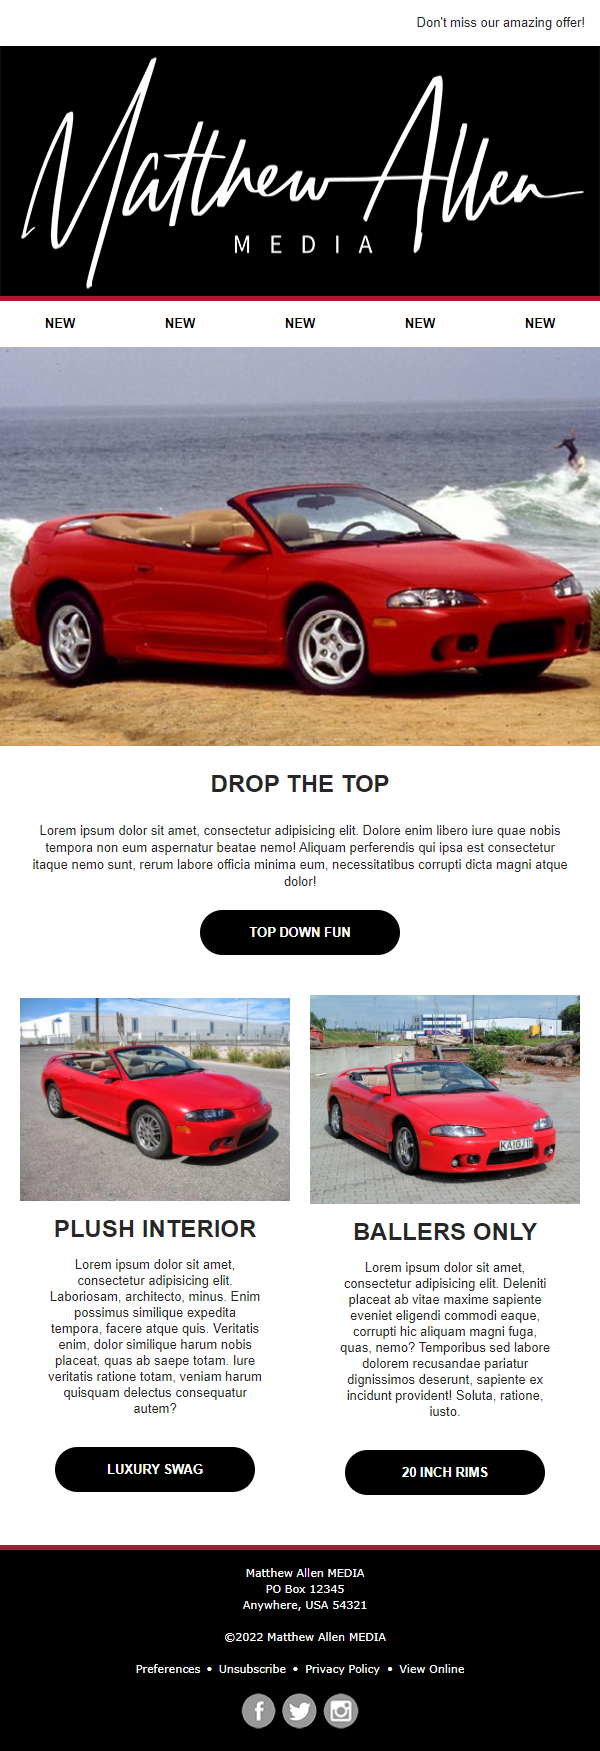 Don't miss our amazing offer!
Matthew Allen
MEDIA
NEW NEW NEW NEW NEW
DROP THE TOP
Lorem ipsum dolor sit amet, consectetur adipisicing elit. Dolore enim libero iure quae nobis
tempora non eum aspernatur beatae nemo! Aliquam perferendis qui ipsa est consectetur
itaque nemo sunt, rerum labore officia minima eum, necessitatibus corrupti dicta magni atque
dolor!
TOP DOWN FUN
PLUSH INTERIOR
Lorem ipsum dolor sit amet,
consectetur adipisicing elit.
Laboriosam, architecto, minus. Enim
possimus similique expedita
tempora, facere atque quis. Veritatis
enim, dolor similique harum nobis
placeat, quas ab saepe totam. Iure
veritatis ratione totam, veniam harum
quisquam delectus consequatur
autem?
LUXURY SWAG
BALLERS ONLY
Lorem ipsum dolor sit amet,
consectetur adipisicing elit. Deleniti
placeat ab vitae maxime sapiente
eveniet eligendi commodi eaque,
corrupti hic aliquam magni fuga,
quas, nemo? Temporibus sed labore
dolorem recusandae pariatur
dignissimos deserunt, sapiente ex
incidunt provident! Soluta, ratione,
iusto.
20 INCH RIMS
Matthew Allen MEDIA
PO Box 12345
Anywhere, USA 54321
©2022 Matthew Allen MEDIA
Preferences • Unsubscribe • Privacy Policy • View Online